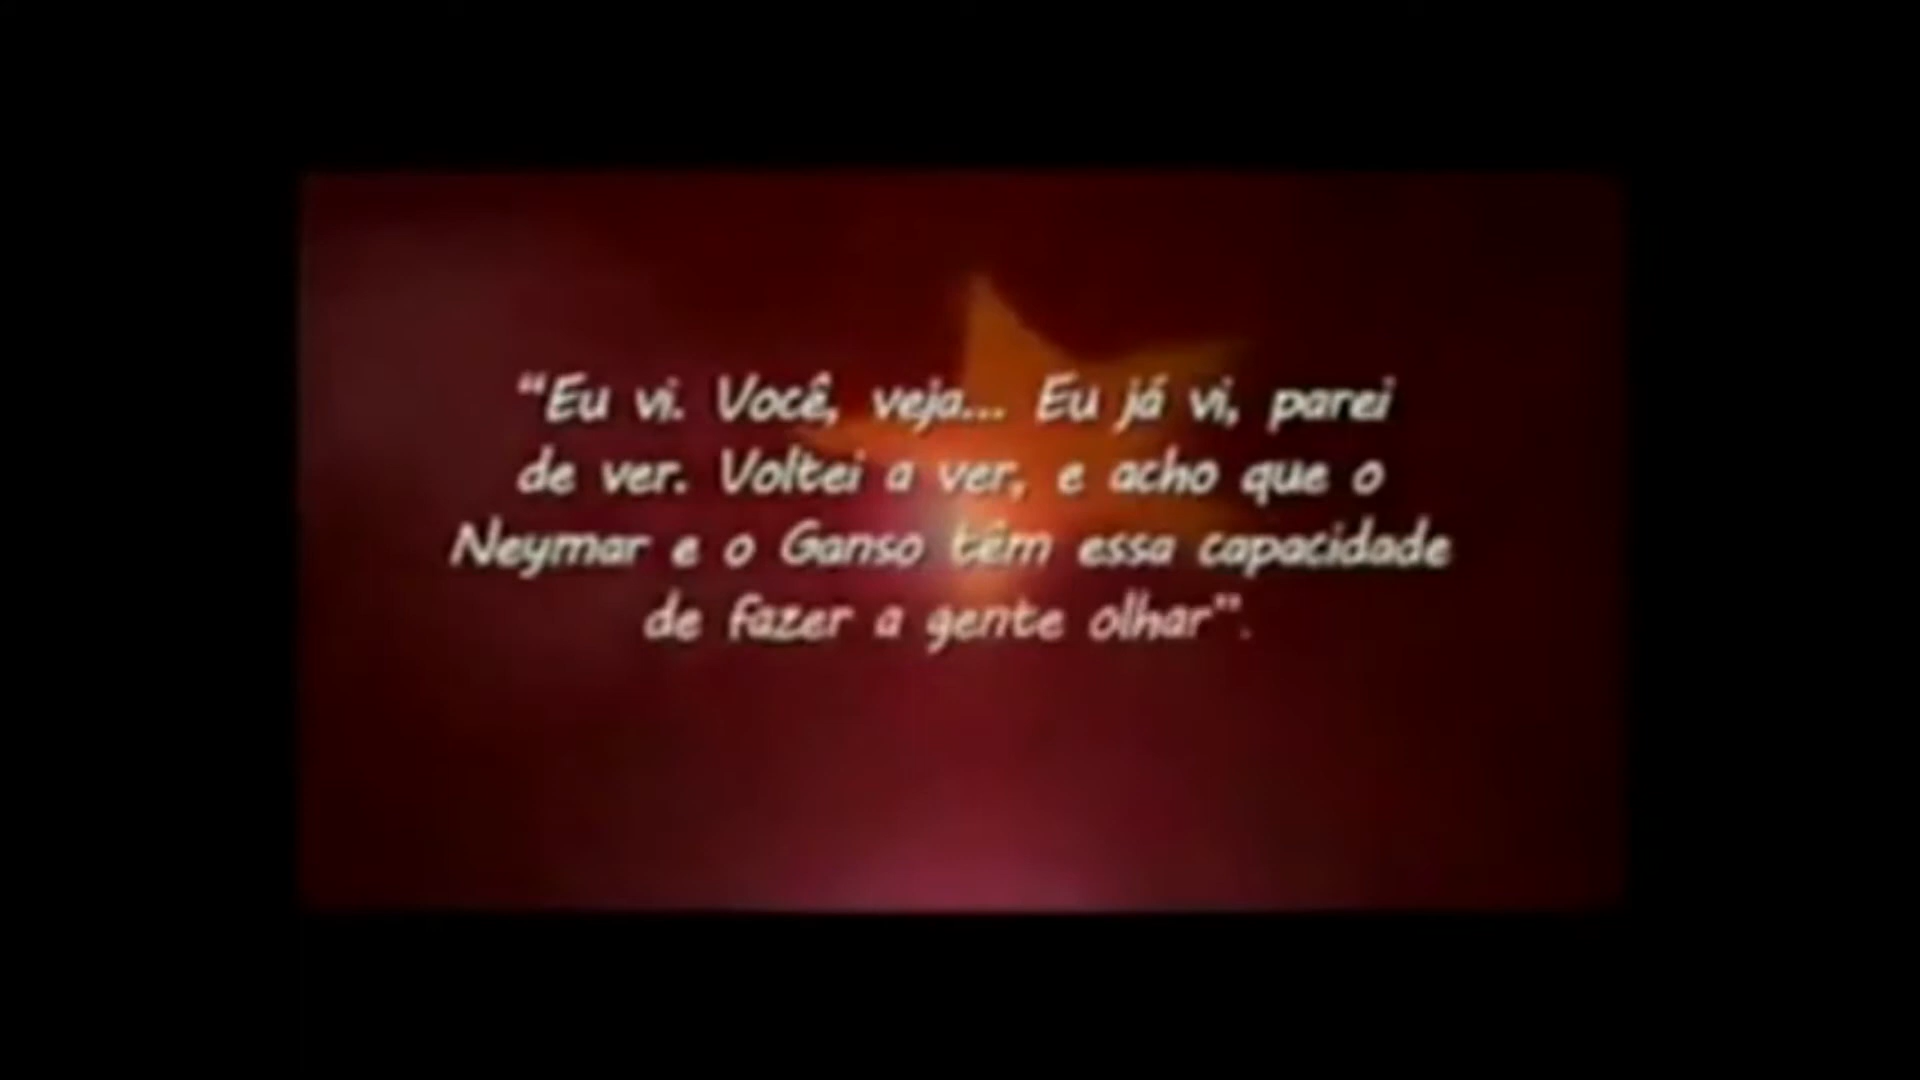 “Eu vi. Você, veja... Eu já vi, parei
de ver. Voltei a ver, e acho que o
Neymar e o Ganso têm essa capacidade
de fazer a gente olhar”.